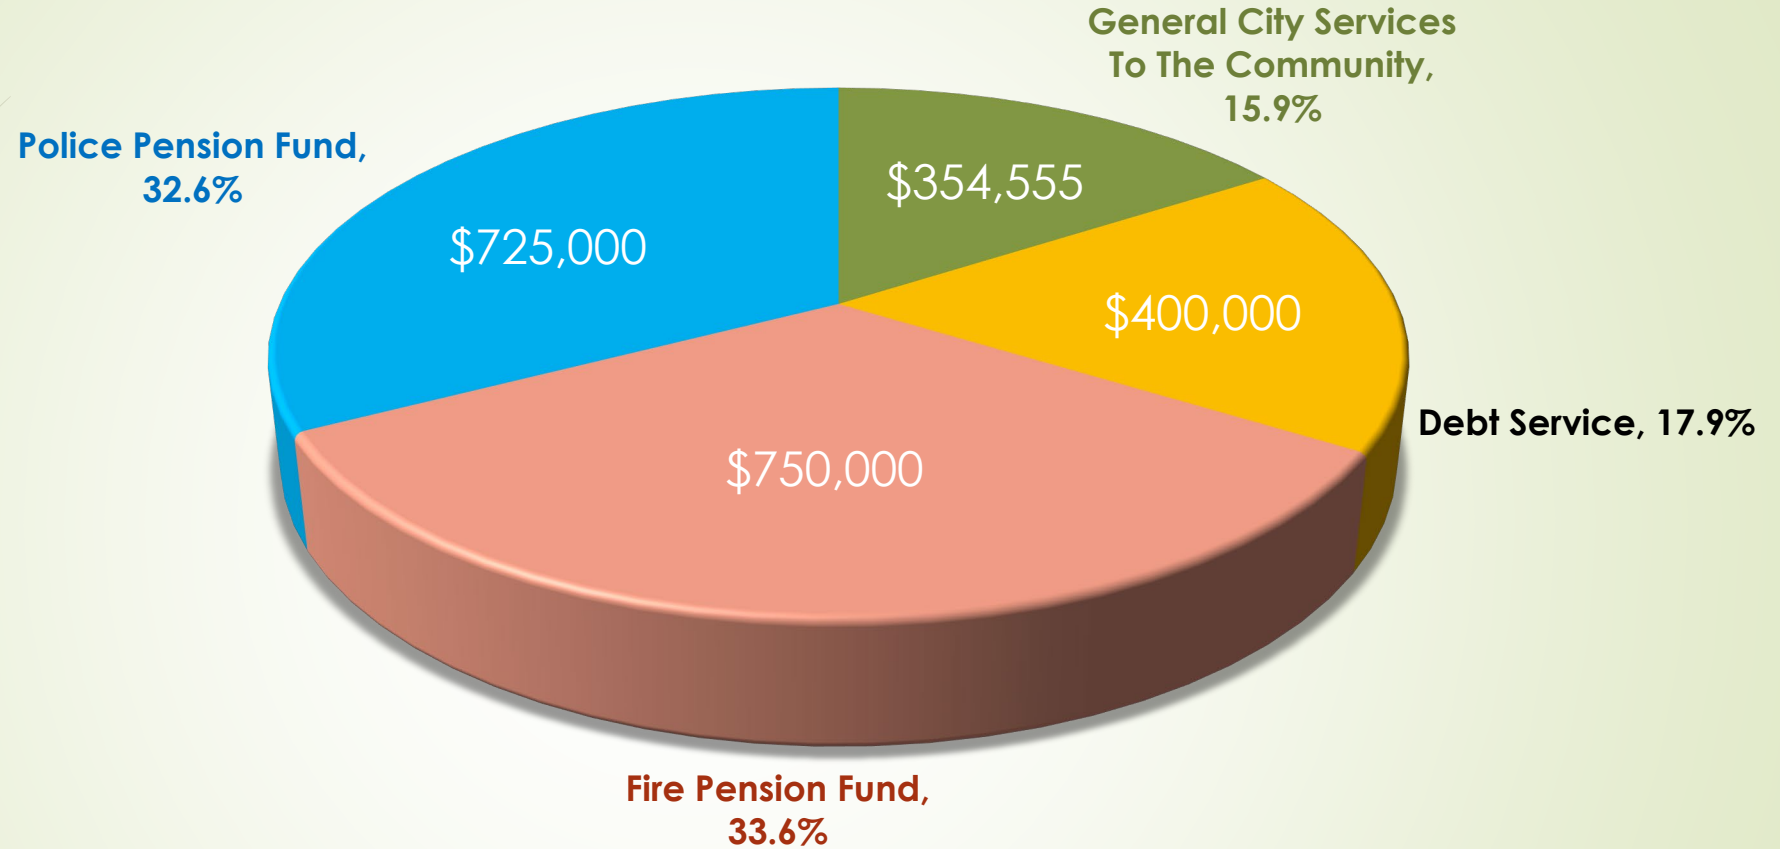 General City Services
To The Community,
15.9%
Police Pension Fund,
32.6%
$354,555
$725,000
$400,000
Debt Service, 17.9%
$750,000
Fire Pension Fund,
33.6%